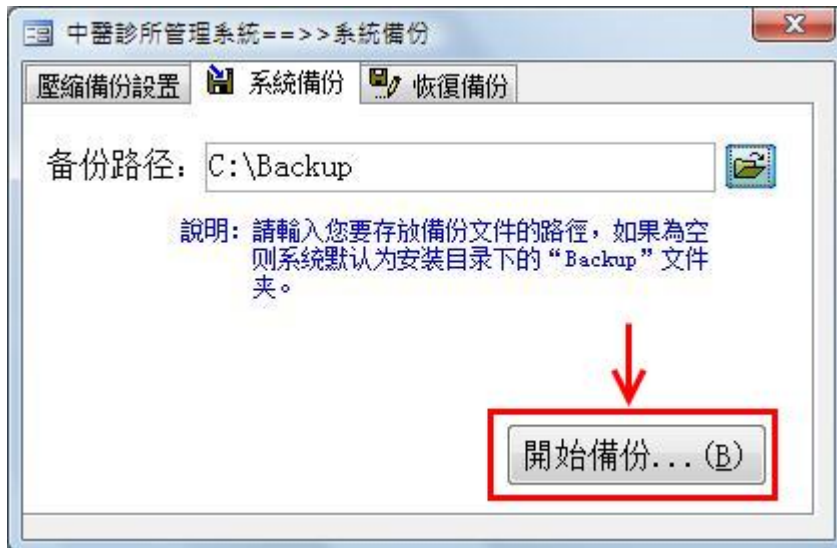 中醫診所管理系統==>>系統備份
壓縮備份設置 系統備份 恢復備份
备份路径: C:\Backup
說明: 請輸入您要存放備份文件的路徑，如果為空
则系统默认为安装目录下的“Backup”文件
夹。
開始備份...(B)